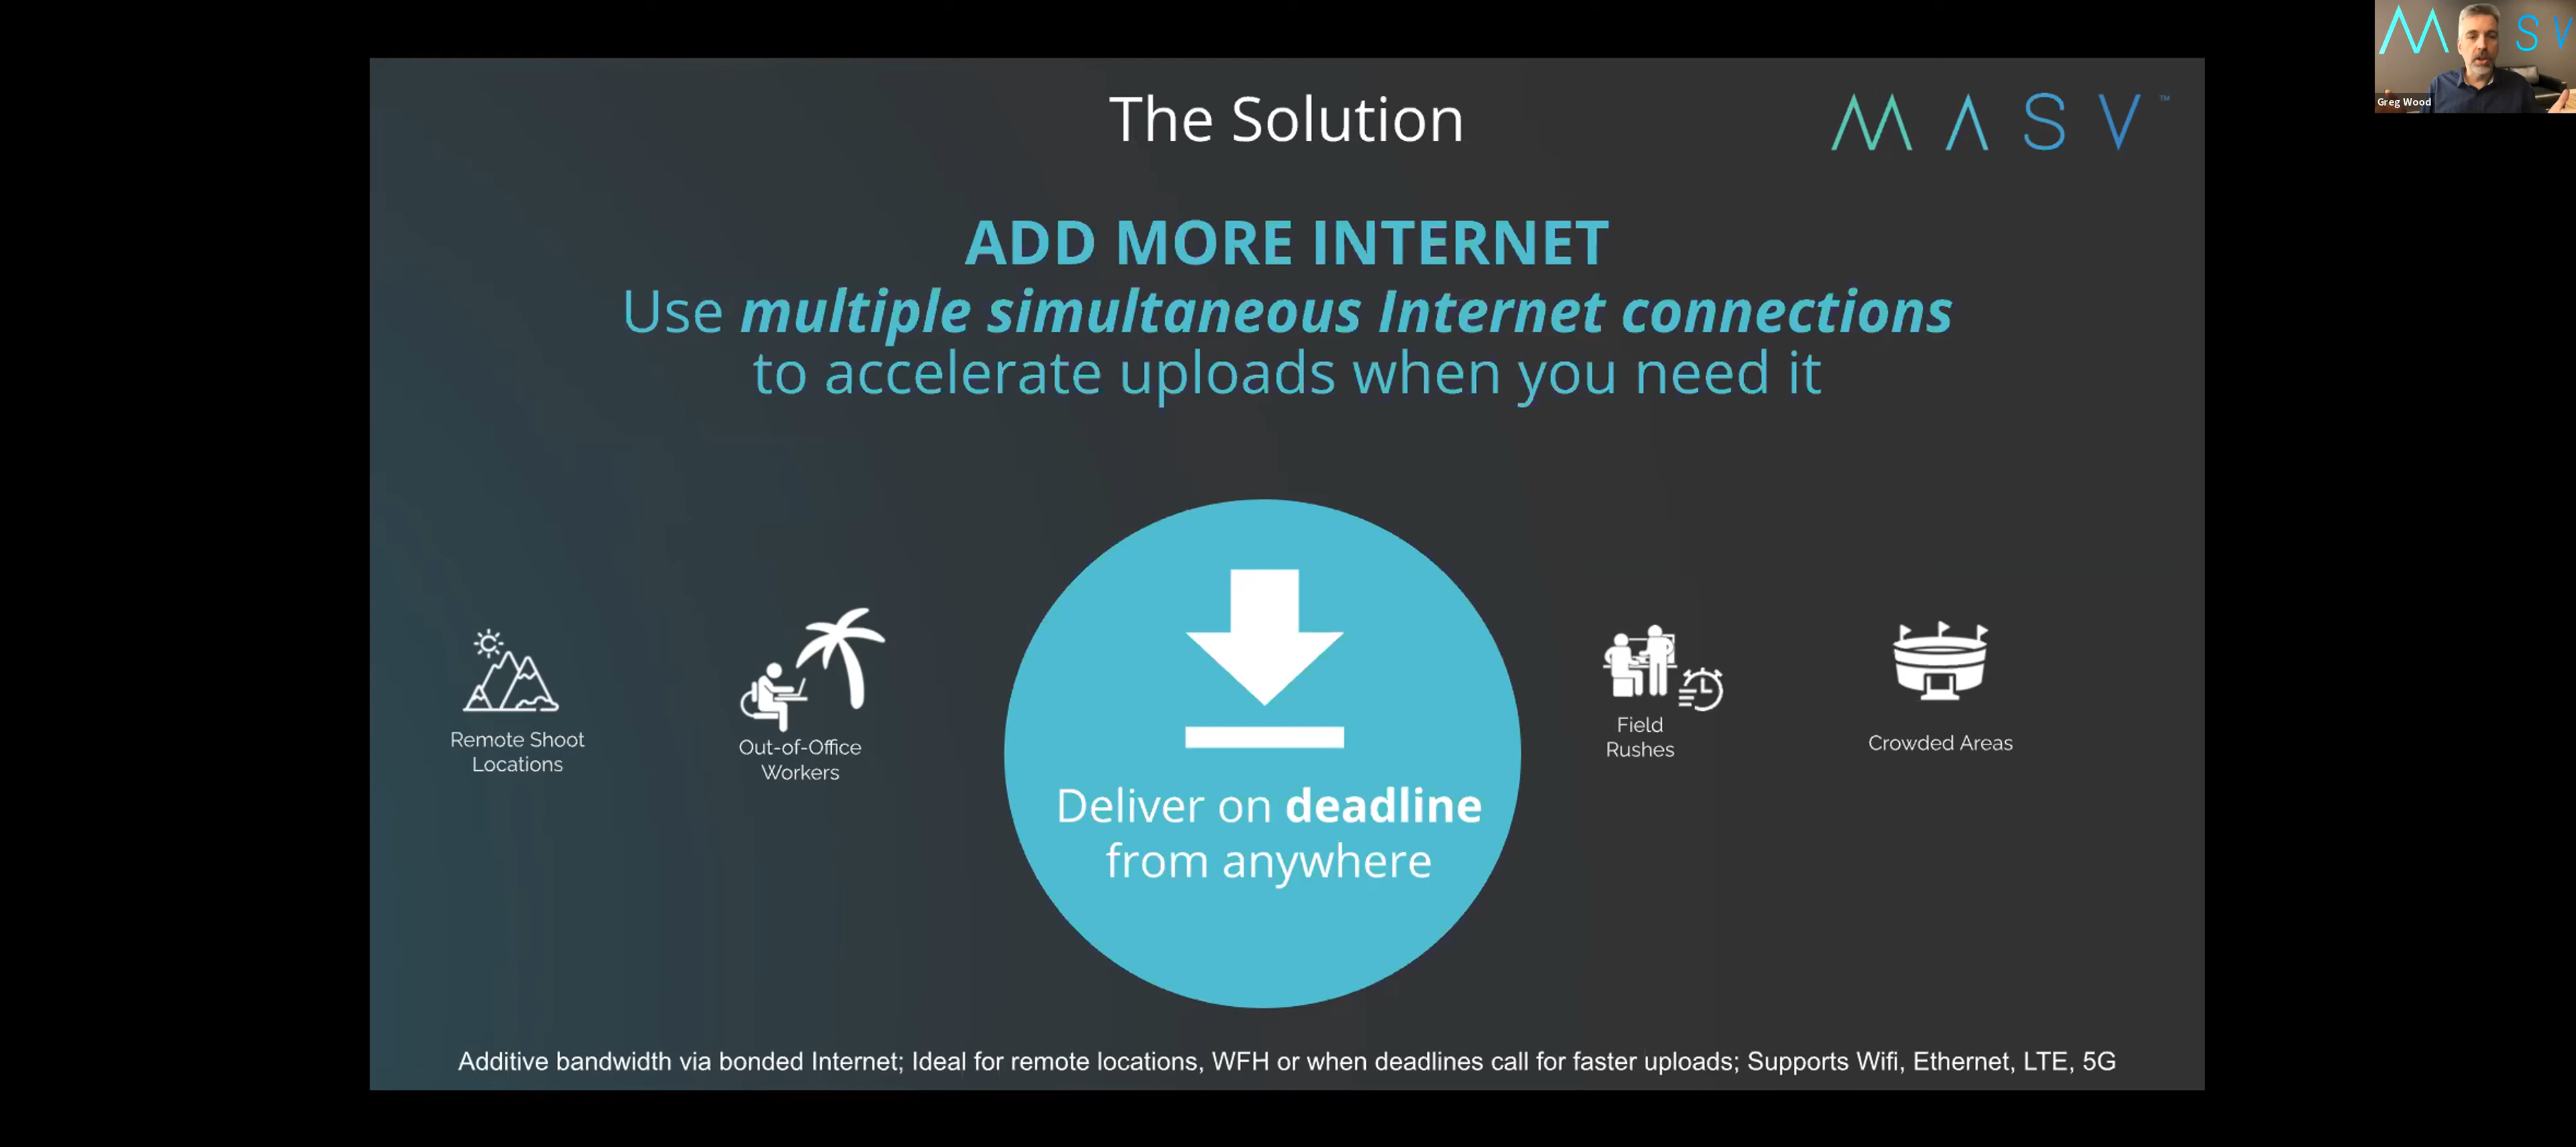 The Solution
M A S V ™
ADD MORE INTERNET
Use multiple simultaneous Internet connections
to accelerate uploads when you need it
Remote Shoot
Locations
Out-of-Office
Workers
Deliver on deadline
from anywhere
Field
Rushes
Crowded Areas
Additive bandwidth via bonded Internet; Ideal for remote locations, WFH or when deadlines call for faster uploads; Supports Wifi, Ethernet, LTE, 5G
M S V
Greg Wood